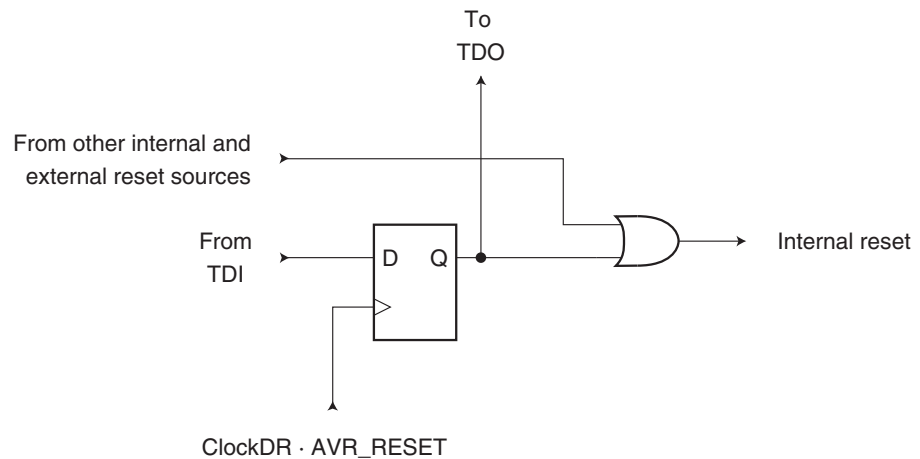 To
TDO
From other internal and
external reset sources
From
TDI
D
Q
Internal reset
ClockDR · AVR_RESET